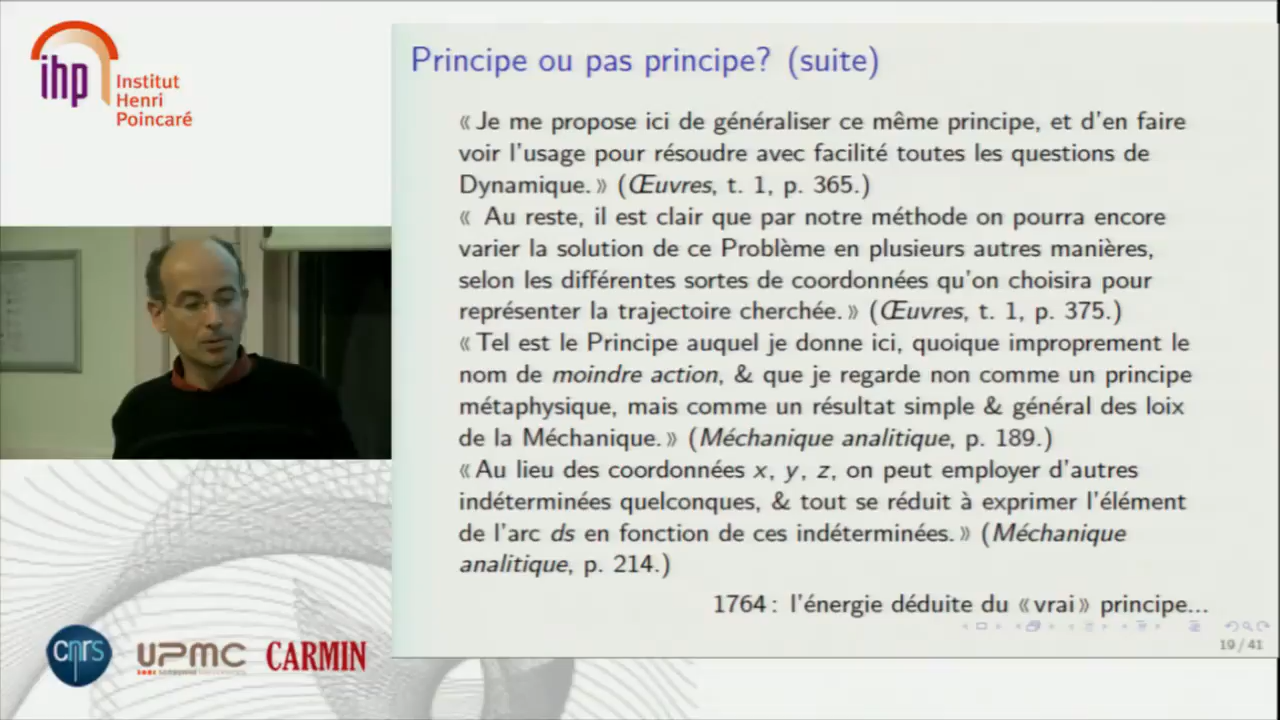 ihp
Institut
Henri
Poincaré
Principe ou pas principe? (suite)
« Je me propose ici de généraliser ce même principe, et d'en faire
voir l'usage pour résoudre avec facilité toutes les questions de
Dynamique. » (Œuvres, t. 1, p. 365.)
« Au reste, il est clair que par notre méthode on pourra encore
varier la solution de ce Problème en plusieurs autres manières,
selon les différentes sortes de coordonnées qu'on choisira pour
représenter la trajectoire cherchée. » (Œuvres, t. 1, p. 375.)
« Tel est le Principe auquel je donne ici, quoique improprement le
nom de moindre action, & que je regarde non comme un principe
métaphysique, mais comme un résultat simple & général des loix
de la Méchanique. » (Méchanique analitique, p. 189.)
« Au lieu des coordonnées x, y, z, on peut employer d'autres
indéterminées quelconques, & tout se réduit à exprimer l'élément
de l'arc ds en fonction de ces indéterminées. » (Méchanique
analitique, p. 214.)
1764 : l'énergie déduite du « vrai » principe...
19 / 41
cnrs
UPMC
CARMIN